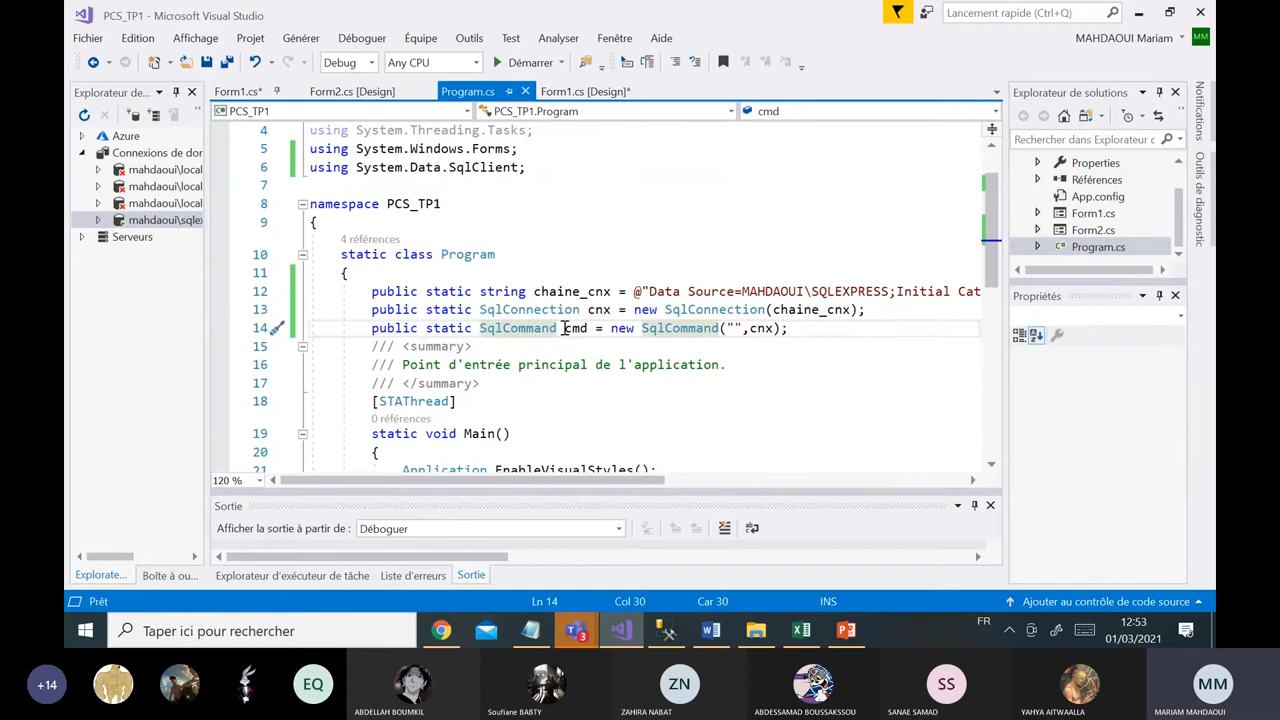 PCS_TP1 - Microsoft Visual Studio
Lancement rapide (Ctrl+Q)
Fichier Edition Affichage Projet Générer Déboguer Équipe Outils Test Analyser Fenêtre Aide
MAHDAOUI Mariam MM
Debug Any CPU Démarrer
Explorateur de...
Form1.cs* Form2.cs [Design] Program.cs Form1.cs [Design]*
Explorateur de solutions
PCS_TP1 PCS_TP1.Program cmd
Rechercher dans Explorateur d
Azure
Connexions de don
mahdaoui\local
mahdaoui\local
mahdaoui\local
mahdaoui\sqlex
Serveurs
4 using System.Threading.Tasks;
5 using System.Windows.Forms;
6 using System.Data.SqlClient;
7
8 namespace PCS_TP1
9 {
4 références
10 static class Program
11 {
12 public static string chaine_cnx = @"Data Source=MAHDAOUI\SQLEXPRESS;Initial Cat
13 public static SqlConnection cnx = new SqlConnection(chaine_cnx);
14 public static SqlCommand cmd = new SqlCommand("",cnx);
15 /// <summary>
16 /// Point d'entrée principal de l'application.
17 /// </summary>
18 [STAThread]
0 références
19 static void Main()
20 {
21 Application.EnableVisualStyles();
120 %
Properties
Références
App.config
Form1.cs
Form2.cs
Program.cs
Propriétés
Notifications
Outils de diagnostic
Sortie
Afficher la sortie à partir de : Déboguer
Explorate... Boîte à ou... Explorateur d'exécuteur de tâche Liste d'erreurs Sortie
Prêt Ln 14 Col 30 Car 30 INS Ajouter au contrôle de code source
Taper ici pour rechercher
3
FR
12:53
01/03/2021
+14
EQ
ABDELLAH BOUMKIL
Soufiane BABTY
ZN
ZAHIRA NABAT
ABDESSAMAD BOUSSAKSSOU
SS
SANAE SAMAD
YAHYA AITWAALLA
MM
MARIAM MAHDAOUI